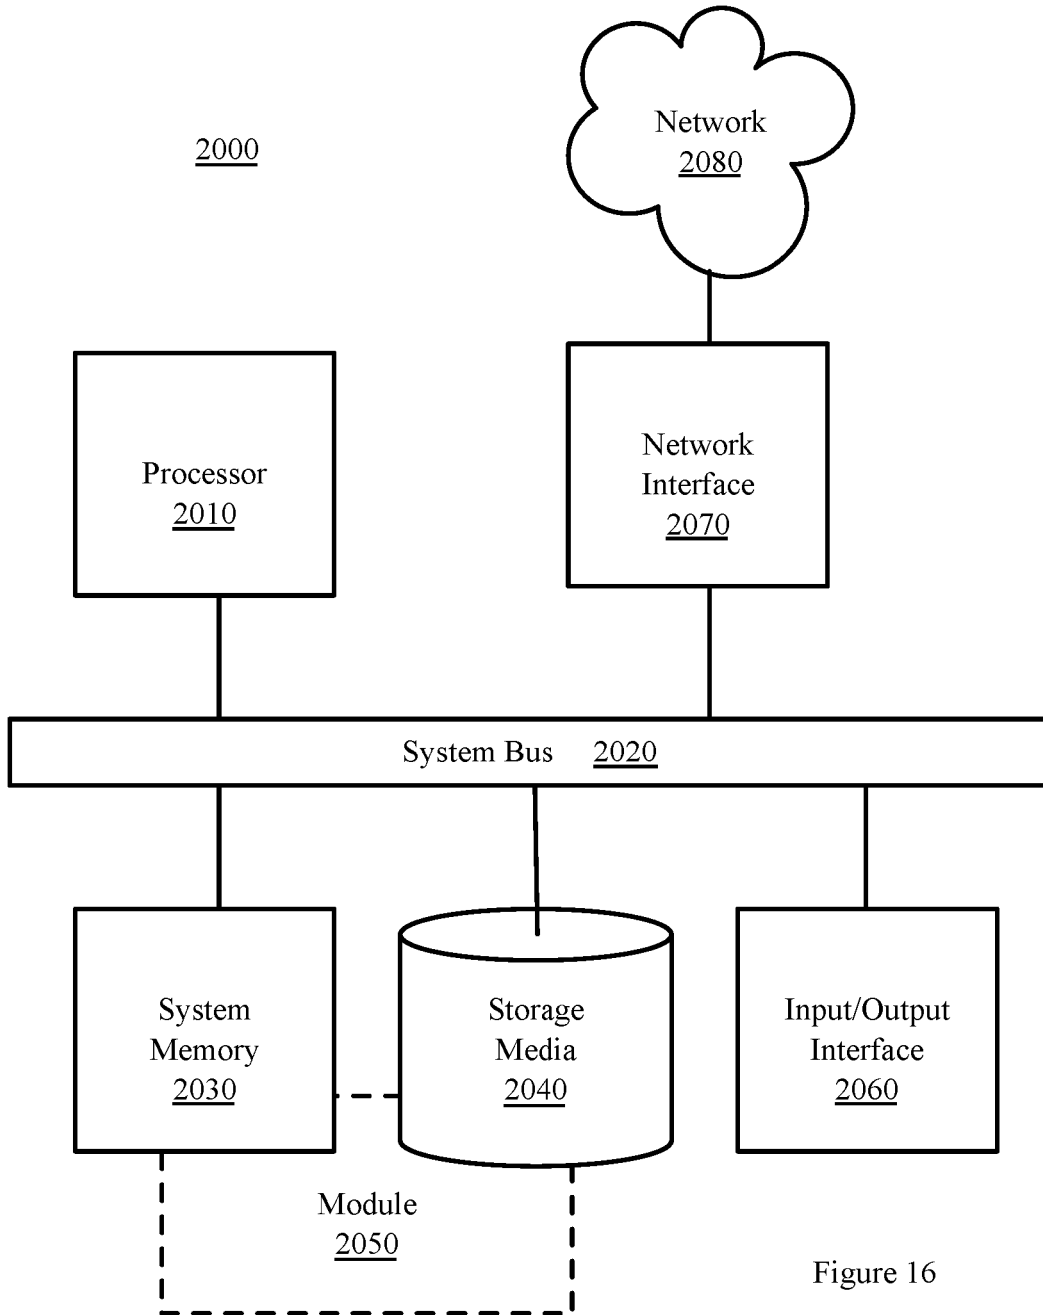 Network
2080
2000
Network
Interface
2070
Processor
2010
System Bus 2020
System
Memory
2030
Storage
Media
2040
Input/Output
Interface
2060
Module
2050
Figure 16